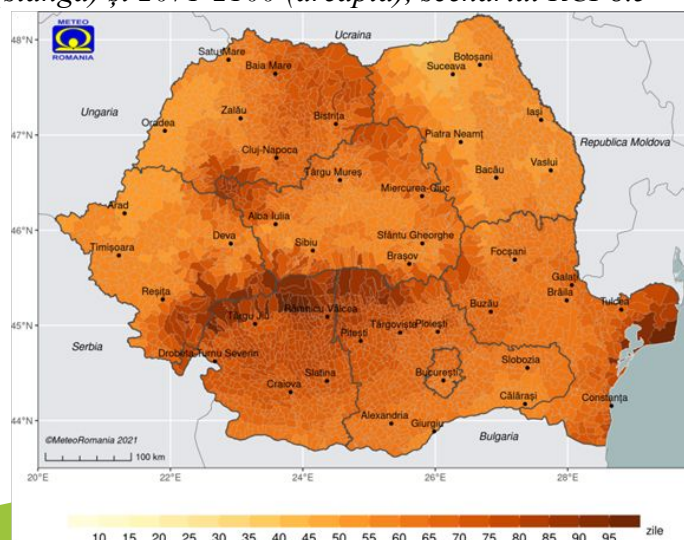 stânga) și 2071-2100 (dreapta), scenariul RCP8.5
METEO
ROMANIA
48°N
47°N
46°N
45°N
44°N
20°E
22°E
24°E
26°E
28°E
Ucraina
Ungaria
Republica Moldova
Serbia
Bulgaria
Satu Mare
Baia Mare
Botoșani
Suceava
Zalău
Bistrița
Oradea
Iași
Piatra Neamț
Cluj-Napoca
Târgu Mureș
Bacău
Vaslui
Miercurea-Ciuc
Arad
Alba Iulia
Deva
Sibiu
Sfântu Gheorghe
Timișoara
Brașov
Focșani
Galați
Reșița
Brăila
Tulcea
Râmnicu Vâlcea
Buzău
Târgu Jiu
Pitești
Târgoviște
Ploiești
Drobeta-Turnu Severin
Slobozia
București
Slatina
Craiova
Călărași
Constanța
Alexandria
Giurgiu
©MeteoRomania 2021
100 km
10 15 20 25 30 35 40 45 50 55 60 65 70 75 80 85 90 95 zile